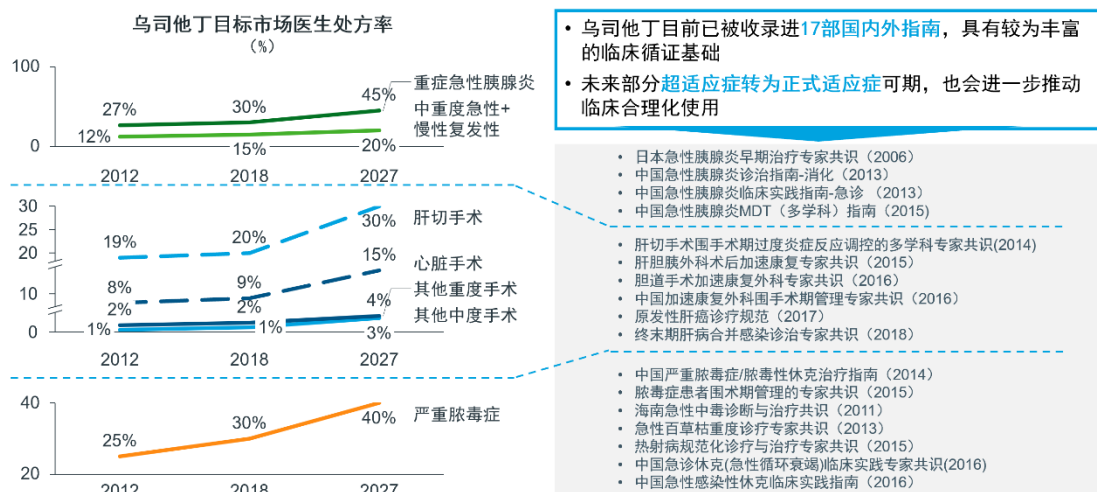 乌司他丁目标市场医生处方率
（%）
100
0
27%
30%
45%
12%
15%
20%
重症急性胰腺炎
中重度急性+
慢性复发性
2012
2018
2027
30
20
10
0
19%
20%
30%
8%
9%
15%
2%
2%
4%
1%
1%
3%
肝切手术
心脏手术
其他重度手术
其他中度手术
2012
2018
2027
40
20
25%
30%
40%
严重脓毒症
2012
2018
2027
• 乌司他丁目前已被收录进17部国内外指南，具有较为丰富
的临床循证基础
• 未来部分超适应症转为正式适应症可期，也会进一步推动
临床合理化使用
• 日本急性胰腺炎早期治疗专家共识（2006）
• 中国急性胰腺炎诊治指南-消化（2013）
• 中国急性胰腺炎临床实践指南-急诊 （2013）
• 中国急性胰腺炎MDT（多学科）指南（2015）
• 肝切手术围手术期过度炎症反应调控的多学科专家共识(2014)
• 肝胆胰外科术后加速康复专家共识（2015）
• 胆道手术加速康复外科专家共识（2016）
• 中国加速康复外科围手术期管理专家共识（2016）
• 原发性肝癌诊疗规范（2017）
• 终末期肝病合并感染诊治专家共识（2018）
• 中国严重脓毒症/脓毒性休克治疗指南（2014）
• 脓毒症患者围术期管理的专家共识（2015）
• 海南急性中毒诊断与治疗共识（2011）
• 急性百草枯重度诊疗专家共识（2013）
• 热射病规范化诊疗与治疗专家共识（2015）
• 中国急诊休克(急性循环衰竭)临床实践专家共识(2016)
• 中国急性感染性休克临床实践指南（2016）